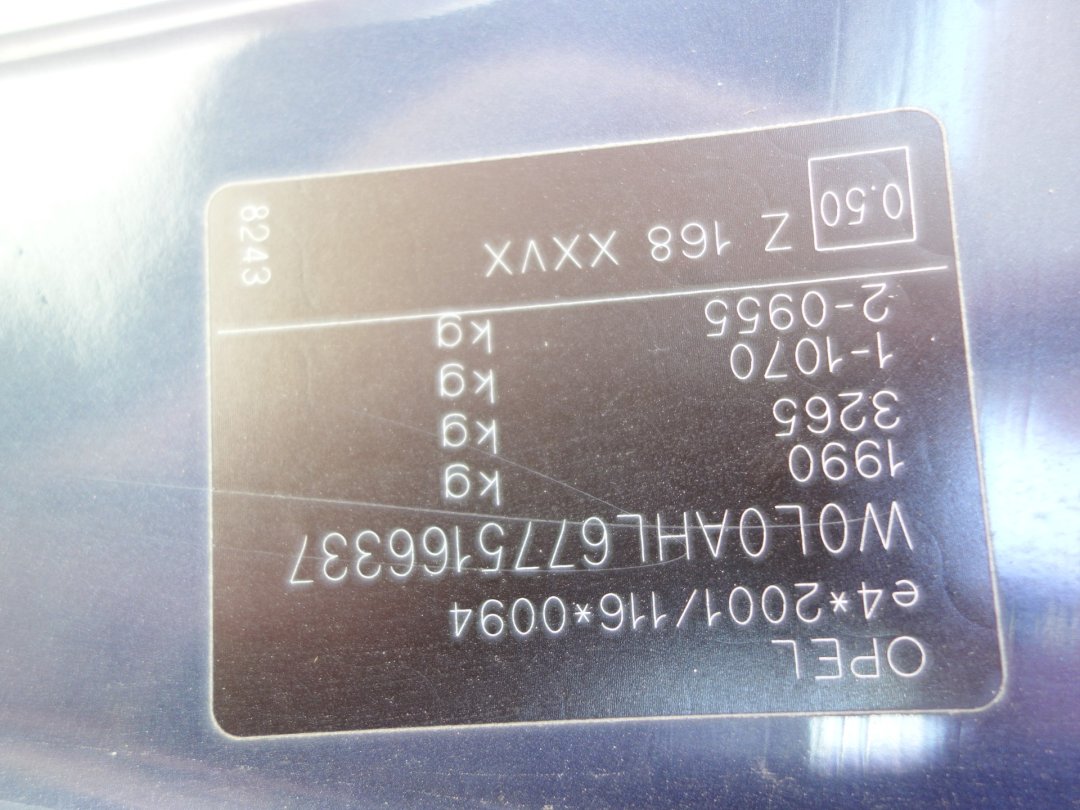 OPEL
e4*2001/116*0094
W0L0AHL6775166337
1990 kg
3265 kg
1-1070 kg
2-0955 kg
0.50 Z 168 XXVX
8243